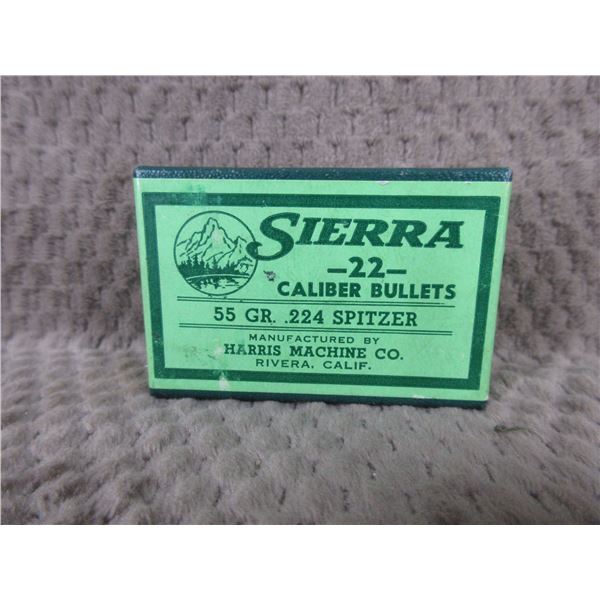 SIERRA
-22-
CALIBER BULLETS
55 GR. .224 SPITZER
MANUFACTURED BY
HARRIS MACHINE CO.
RIVERA, CALIF.